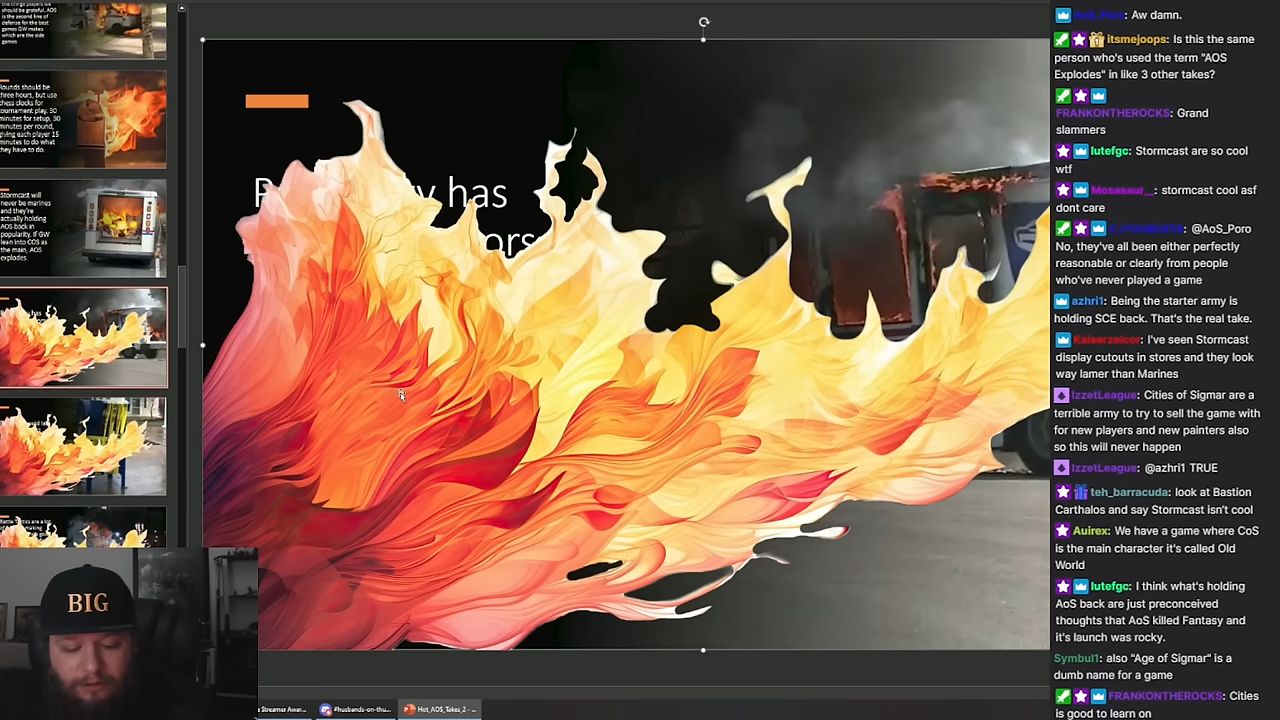 the chirps players
should be grateful, AOS
is the second line of
defense for the best
games GW makes
which are the side
games
Rounds should be
three hours, but use
chess clocks for
tournament play. 30
minutes for setup, 30
minutes per round,
giving each player 15
minutes to do what
they have to do.
Stormcast will
never be marines
and they're
actually holding
AOS back in
popularity. If GW
lean into COS as
the main, AOS
explodes.
has
ors
BIG
Streamer Awar...
#husbands-on-thu...
Hot_AOS_Takes_2 - ...
: Aw damn.
itsmejoops: Is this the same
person who's used the term "AOS
Explodes" in like 3 other takes?
FRANKONTHEROCKS: Grand
slammers
lutefgc: Stormcast are so cool
wtf
Mosasaur__: stormcast cool asf
dont care
@AoS_Poro
No, they've all been either perfectly
reasonable or clearly from people
who've never played a game
azhri1: Being the starter army is
holding SCE back. That's the real take.
Kaiserzelcor: I've seen Stormcast
display cutouts in stores and they look
way lamer than Marines
IzzetLeague: Cities of Sigmar are a
terrible army to try to sell the game with
for new players and new painters also
so this will never happen
IzzetLeague: @azhri1 TRUE
teh_barracuda: look at Bastion
Carthalos and say Stormcast isn't cool
Auirex: We have a game where CoS
is the main character it's called Old
World
lutefgc: I think what's holding
AoS back are just preconceived
thoughts that AoS killed Fantasy and
it's launch was rocky.
Symbul1: also "Age of Sigmar" is a
dumb name for a game
FRANKONTHEROCKS: Cities
is good to learn on